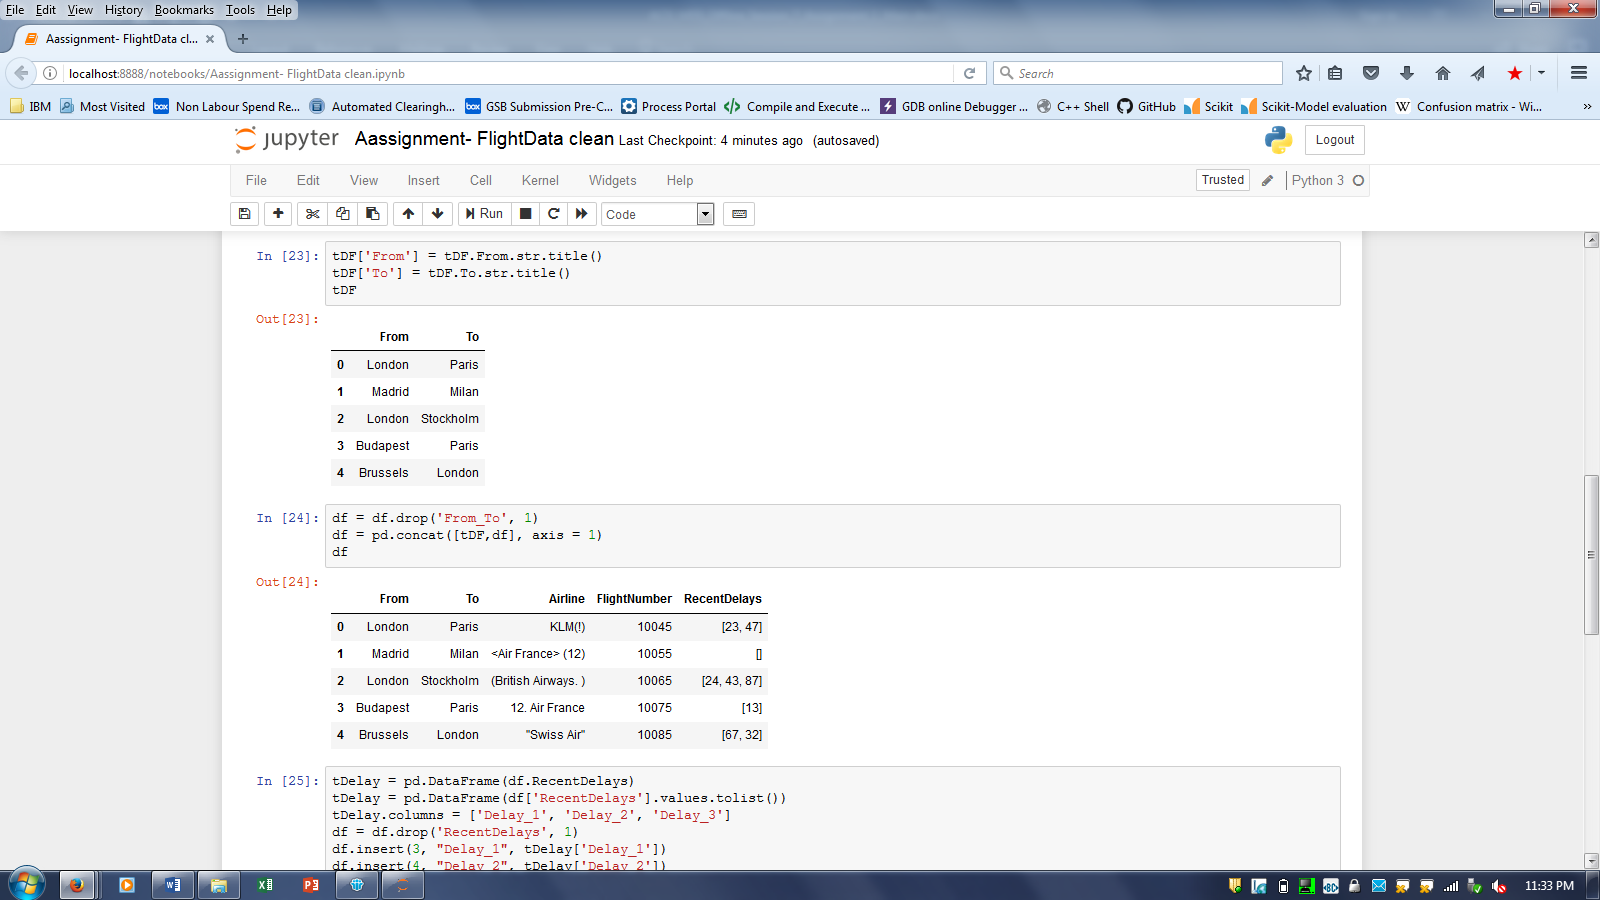 File Edit View History Bookmarks Tools Help
Aassignment- FlightData cl... × +
localhost:8888/notebooks/Aassignment- FlightData clean.ipynb
Search
IBM Most Visited box Non Labour Spend Re... Automated Clearingh... box GSB Submission Pre-C... Process Portal Compile and Execute ... GDB online Debugger ... C++ Shell GitHub Scikit Scikit-Model evaluation W Confusion matrix - Wi... »
jupyter Aassignment- FlightData clean Last Checkpoint: 4 minutes ago (autosaved)
Logout
File Edit View Insert Cell Kernel Widgets Help
Trusted Python 3
Run Code
In [23]: tDF['From'] = tDF.From.str.title()
tDF['To'] = tDF.To.str.title()
tDF
Out[23]:
From To
0 London Paris
1 Madrid Milan
2 London Stockholm
3 Budapest Paris
4 Brussels London
In [24]: df = df.drop('From_To', 1)
df = pd.concat([tDF,df], axis = 1)
df
Out[24]:
From To Airline FlightNumber RecentDelays
0 London Paris KLM(!) 10045 [23, 47]
1 Madrid Milan <Air France> (12) 10055 []
2 London Stockholm (British Airways. ) 10065 [24, 43, 87]
3 Budapest Paris 12. Air France 10075 [13]
4 Brussels London "Swiss Air" 10085 [67, 32]
In [25]: tDelay = pd.DataFrame(df.RecentDelays)
tDelay = pd.DataFrame(df['RecentDelays'].values.tolist())
tDelay.columns = ['Delay_1', 'Delay_2', 'Delay_3']
df = df.drop('RecentDelays', 1)
df.insert(3, "Delay_1", tDelay['Delay_1'])
df.insert(4, "Delay_2", tDelay['Delay_2'])
11:33 PM